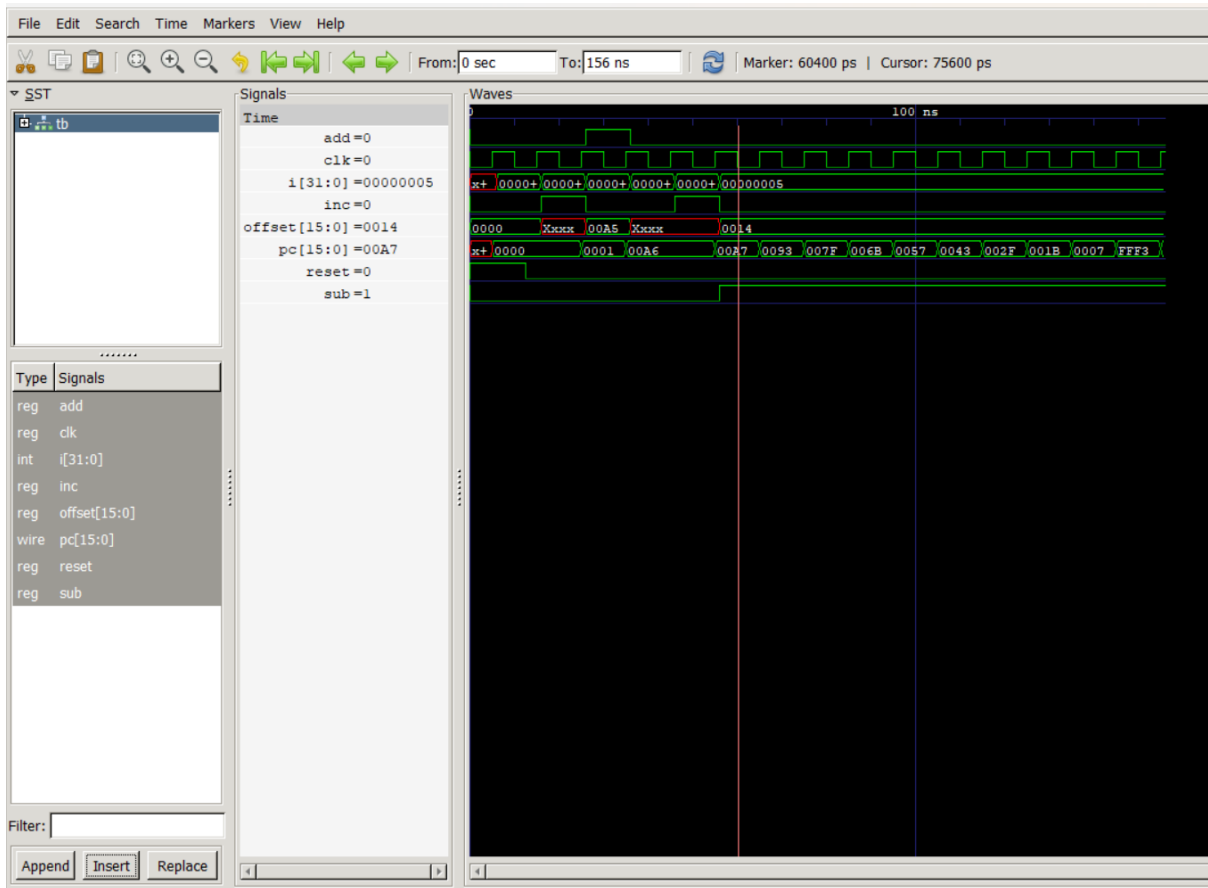 File Edit Search Time Markers View Help
From: 0 sec To: 156 ns Marker: 60400 ps | Cursor: 75600 ps
SST
tb
Type Signals
reg add
reg clk
int i[31:0]
reg inc
reg offset[15:0]
wire pc[15:0]
reg reset
reg sub
Filter:
Append Insert Replace
Signals
Time
add=0
clk=0
i[31:0]=00000005
inc=0
offset[15:0]=0014
pc[15:0]=00A7
reset=0
sub=1
Waves
0 100 ns
x+ 0000+ 0000+ 0000+ 0000+ 0000+ 00000005
0000 Xxxx 00A5 Xxxx 0014
x+ 0000 0001 00A6 00A7 0093 007F 006B 0057 0043 002F 001B 0007 FFF3